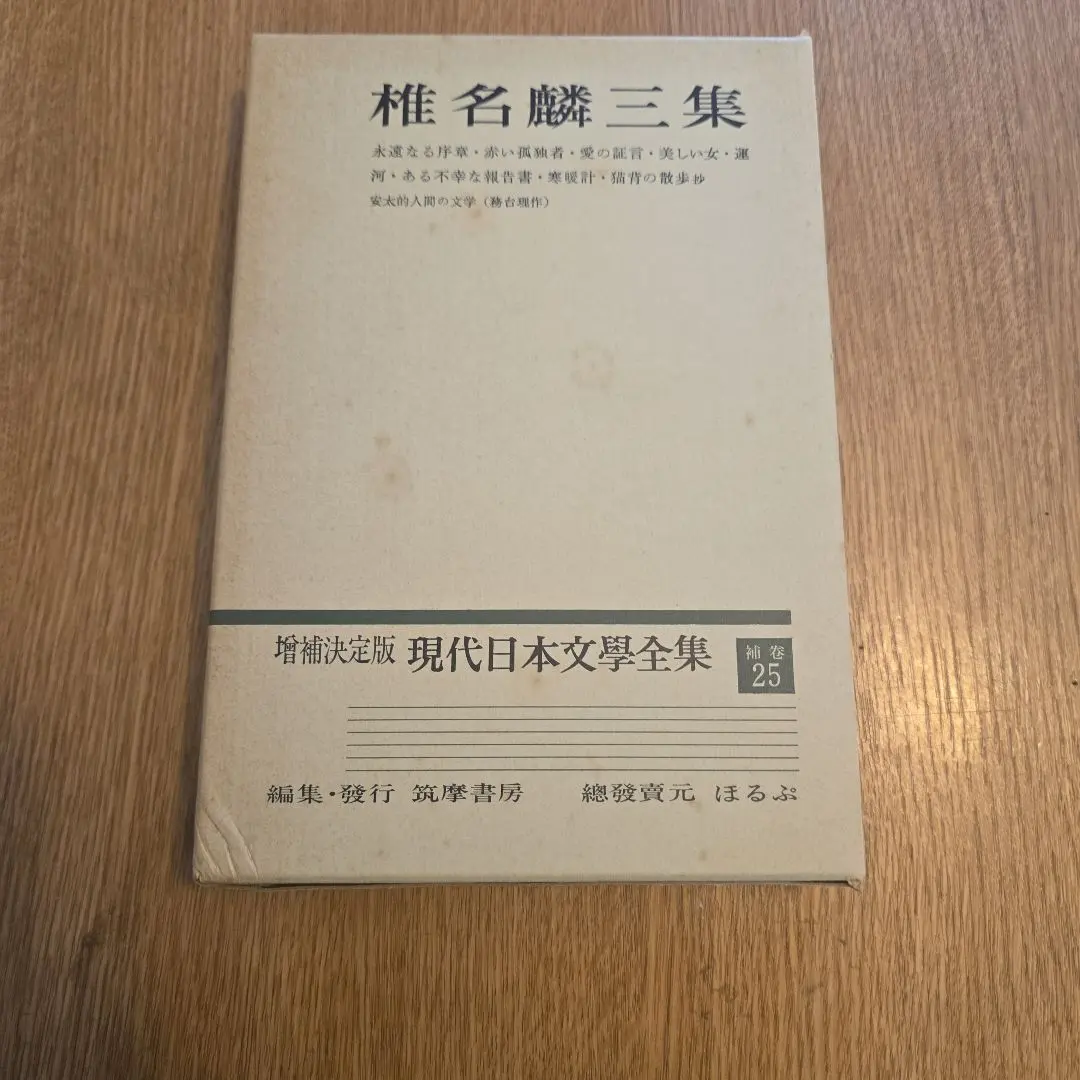 椎名麟三集
永遠なる序章・赤い孤独者・愛の証言・美しい女・運
河・ある不幸な報告書・寒暖計・猫背の散歩抄
安太的人間の文学（務台理作）
増補決定版 現代日本文學全集 補卷 25
編集・發行 筑摩書房 總發賣元 ほるぷ